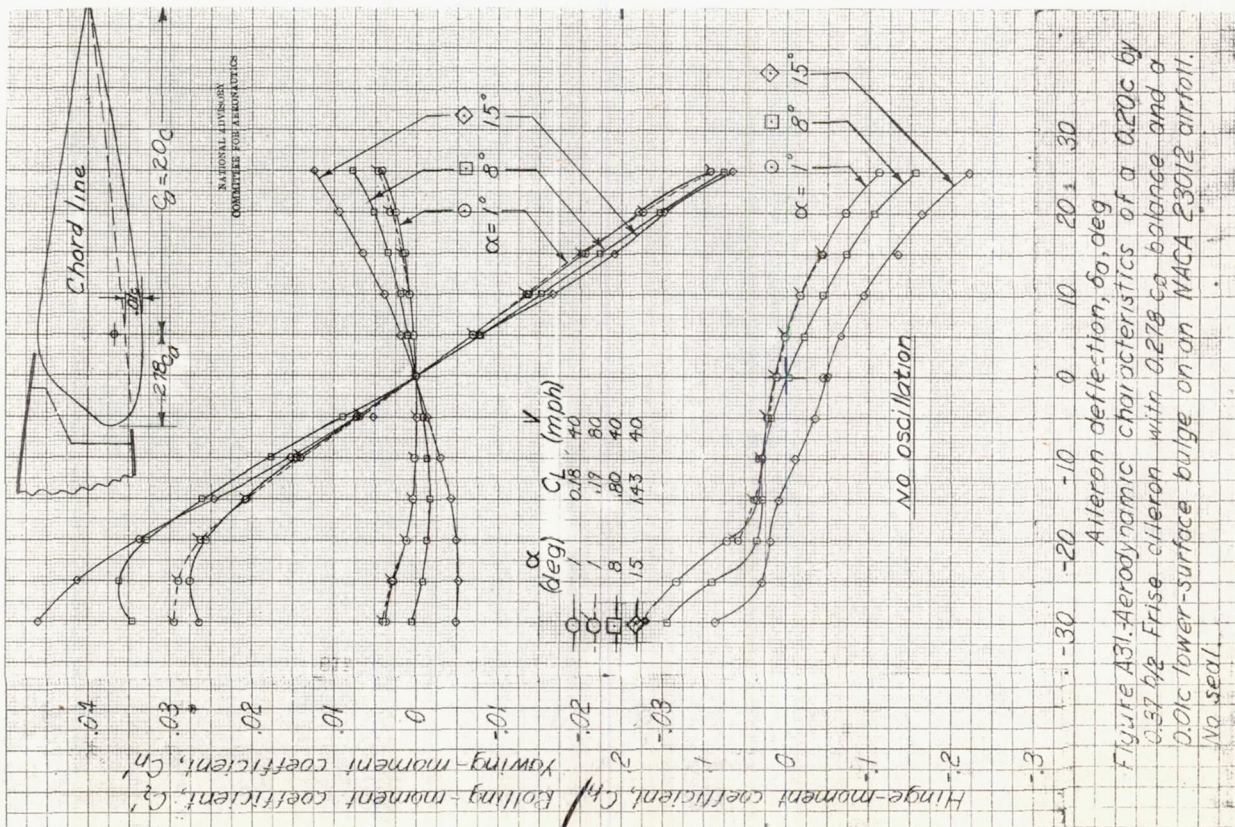 Chord line
Cₐ = 20c
.01c
.278cₐ
NATIONAL ADVISORY
COMMITTEE FOR AERONAUTICS
15°
8°
α = 1°
15°
8°
α = 1°
α
(deg)
C_L
V
(mph)
1 0.18 40
1 .19 80
8 .80 40
15 1.43 40
No oscillation
.04
.03
.02
.01
0
-.01
-.02
-.03
.2
.1
0
-.1
-.2
-.3
Yawing-moment coefficient, Cn'
Rolling-moment coefficient, Cl'
Hinge-moment coefficient, Ch
-30 -20 -10 0 10 20 30
Aileron deflection, δa, deg
Figure A31.-Aerodynamic characteristics of a 0.20c by
0.37 b/2 Frise aileron with 0.278 ca balance and a
0.01c lower-surface bulge on an NACA 23012 airfoil.
No seal.